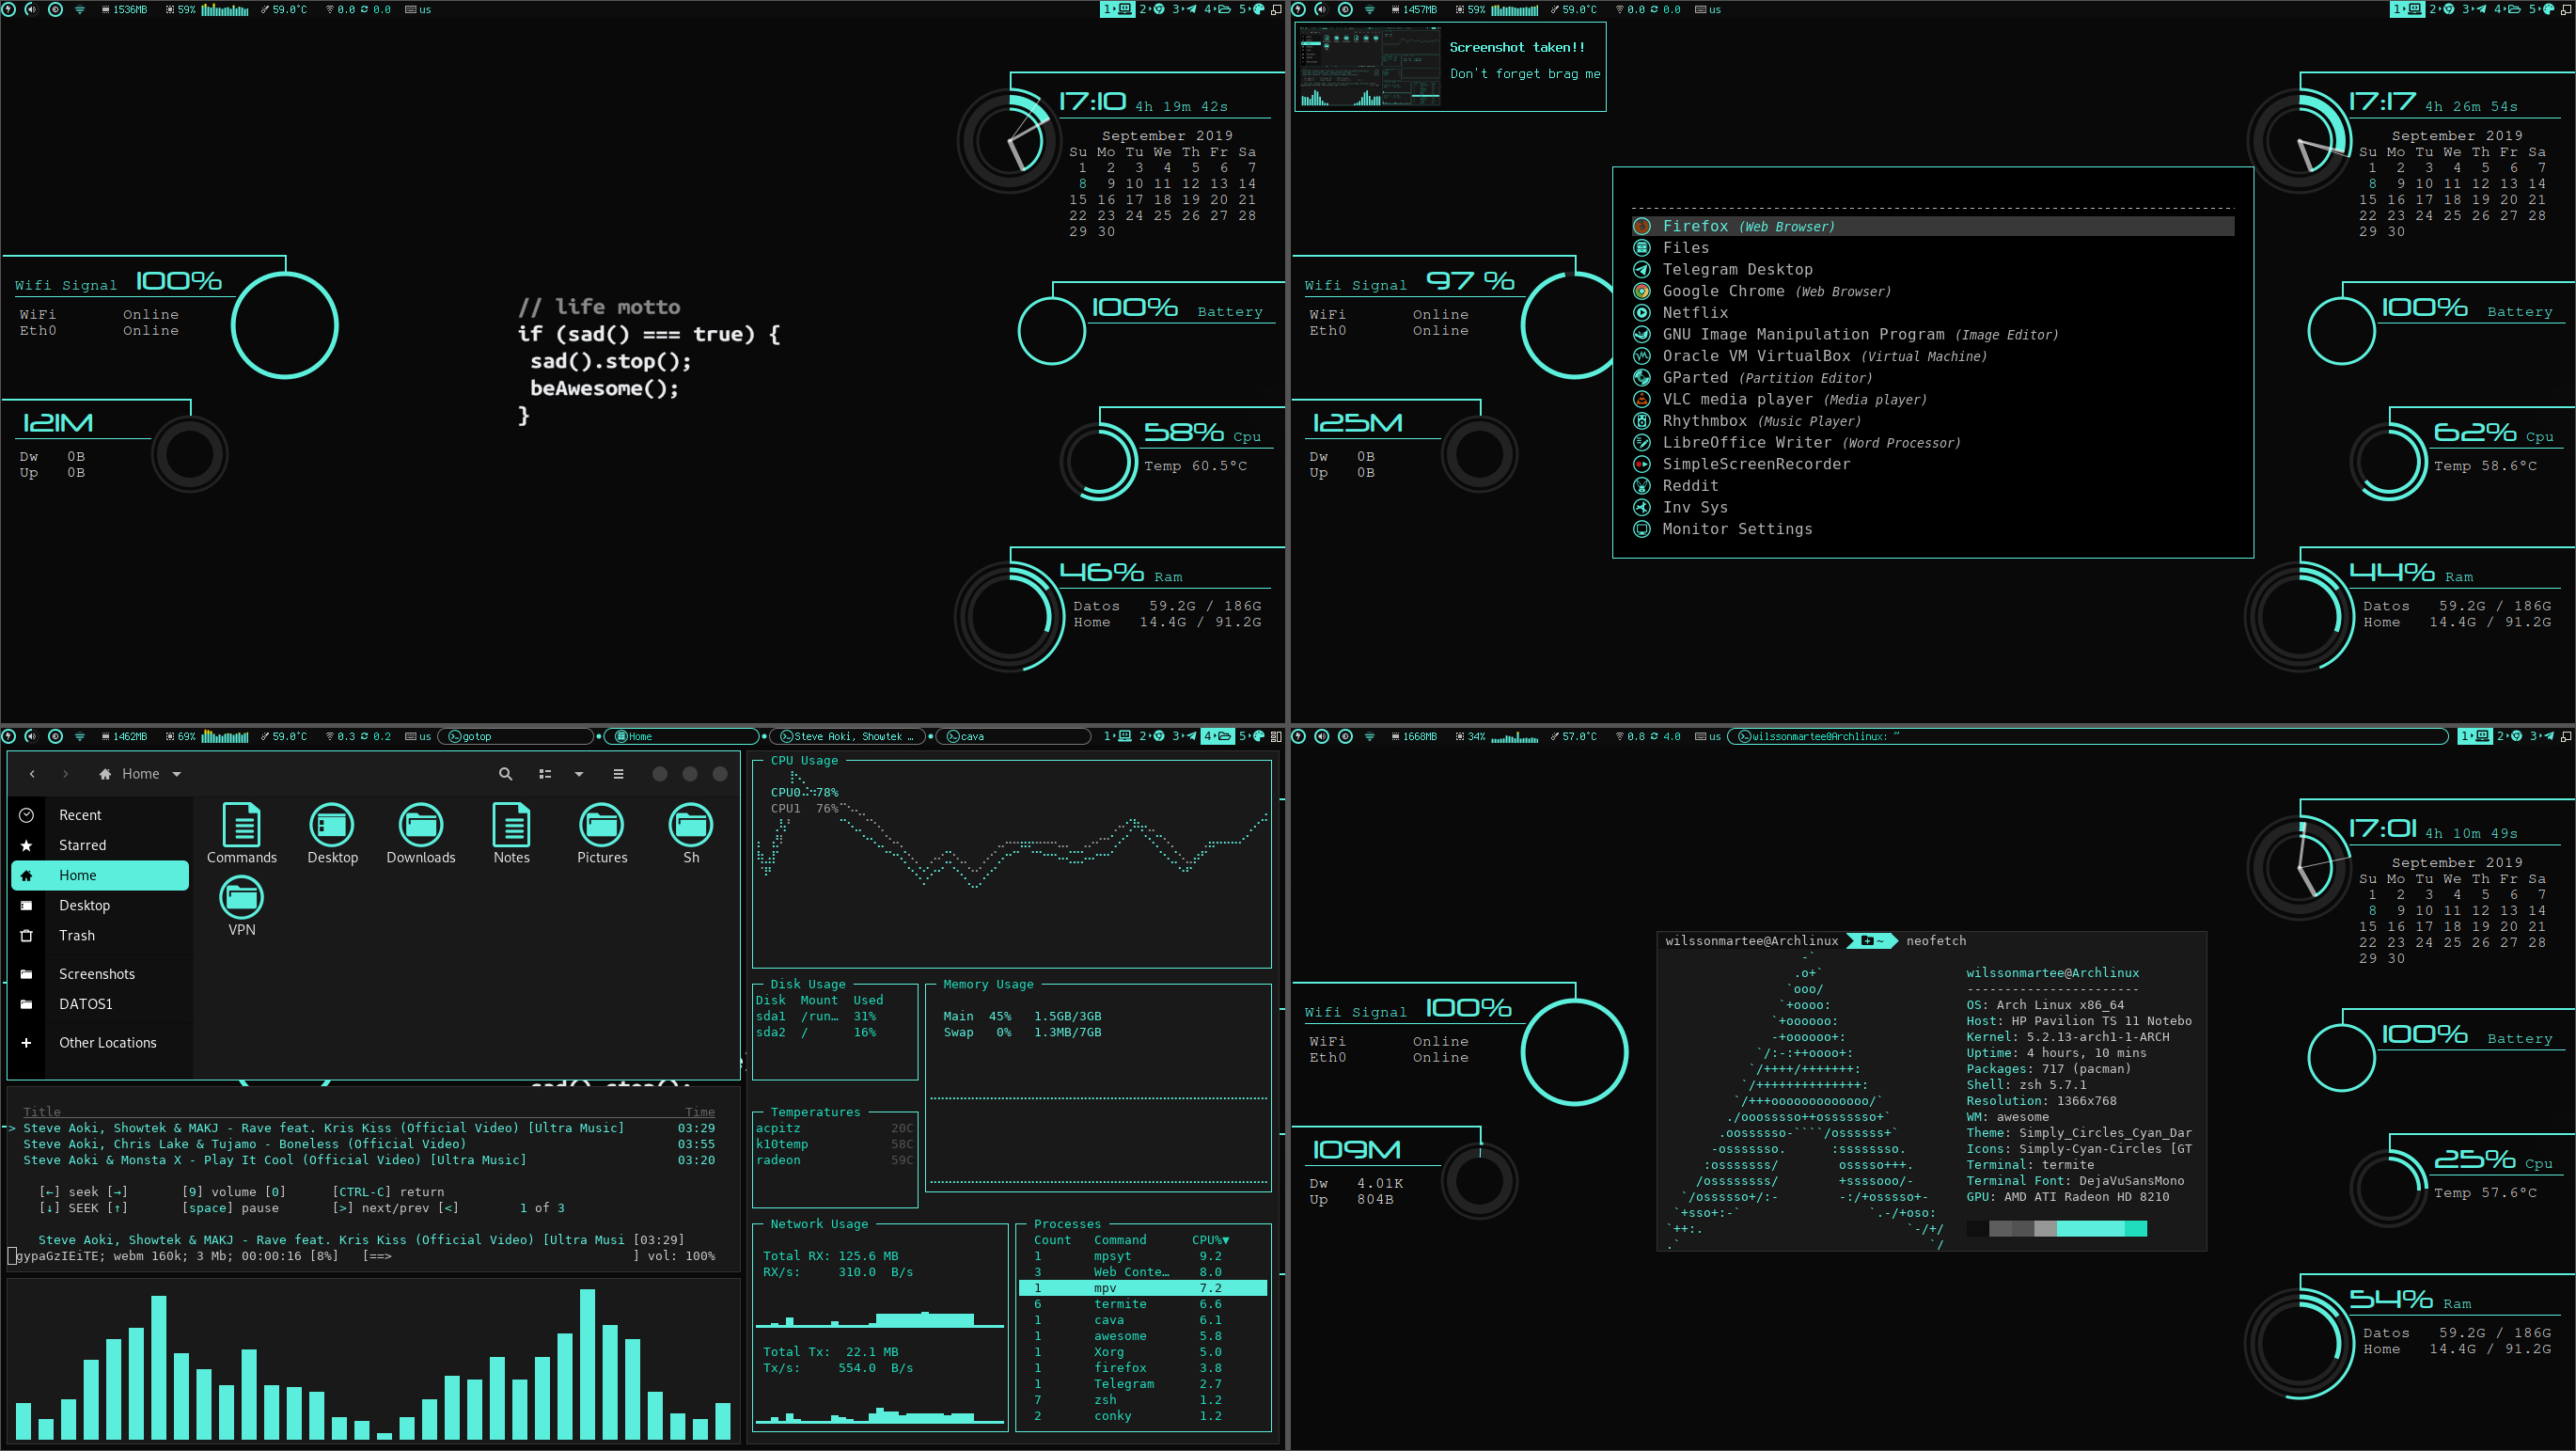 1536MB 59% 59.0°C 0.0 0.0 us 1 2 3 4 5
17:10 4h 19m 42s
September 2019
Su Mo Tu We Th Fr Sa
1 2 3 4 5 6 7
8 9 10 11 12 13 14
15 16 17 18 19 20 21
22 23 24 25 26 27 28
29 30
Wifi Signal 100%
WiFi Online
Eth0 Online
// life motto
if (sad() === true) {
sad().stop();
beAwesome();
}
100% Battery
121M
Dw 0B
Up 0B
58% Cpu
Temp 60.5°C
46% Ram
Datos 59.2G / 186G
Home 14.4G / 91.2G
1457MB 59% 59.0°C 0.0 0.0 us 1 2 3 4 5
Screenshot taken!!
Don't forget brag me
17:17 4h 26m 54s
September 2019
Su Mo Tu We Th Fr Sa
1 2 3 4 5 6 7
8 9 10 11 12 13 14
15 16 17 18 19 20 21
22 23 24 25 26 27 28
29 30
Firefox (Web Browser)
Files
Telegram Desktop
Google Chrome (Web Browser)
Netflix
GNU Image Manipulation Program (Image Editor)
Oracle VM VirtualBox (Virtual Machine)
GParted (Partition Editor)
VLC media player (Media player)
Rhythmbox (Music Player)
LibreOffice Writer (Word Processor)
SimpleScreenRecorder
Reddit
Inv Sys
Monitor Settings
Wifi Signal 97 %
WiFi Online
Eth0 Online
125M
Dw 0B
Up 0B
100% Battery
62% Cpu
Temp 58.6°C
44% Ram
Datos 59.2G / 186G
Home 14.4G / 91.2G
1462MB 69% 59.0°C 0.3 0.2 us gotop Home Steve Aoki, Showtek … cava 1 2 3 4 5
Home
Recent
Starred
Home
Desktop
Trash
Screenshots
DATOS1
Other Locations
Commands Desktop Downloads Notes Pictures Sh
VPN
sad().stop();
Title Time
> Steve Aoki, Showtek & MAKJ - Rave feat. Kris Kiss (Official Video) [Ultra Music] 03:29
Steve Aoki, Chris Lake & Tujamo - Boneless (Official Video) 03:55
Steve Aoki & Monsta X - Play It Cool (Official Video) [Ultra Music] 03:20
[←] seek [→] [9] volume [0] [CTRL-C] return
[↓] SEEK [↑] [space] pause [>] next/prev [<] 1 of 3
Steve Aoki, Showtek & MAKJ - Rave feat. Kris Kiss (Official Video) [Ultra Musi [03:29]
gypaGzIEiTE; webm 160k; 3 Mb; 00:00:16 [8%] [==> ] vol: 100%
CPU Usage
CPU0 78%
CPU1 76%
Disk Usage
Disk Mount Used
sda1 /run… 31%
sda2 / 16%
Memory Usage
Main 45% 1.5GB/3GB
Swap 0% 1.3MB/7GB
Temperatures
acpitz 20C
k10temp 58C
radeon 59C
Network Usage
Total RX: 125.6 MB
RX/s: 310.0 B/s
Total Tx: 22.1 MB
Tx/s: 554.0 B/s
Processes
Count Command CPU%▼
1 mpsyt 9.2
3 Web Conte… 8.0
1 mpv 7.2
6 termite 6.6
1 cava 6.1
1 awesome 5.8
1 Xorg 5.0
1 firefox 3.8
1 Telegram 2.7
7 zsh 1.2
2 conky 1.2
1668MB 34% 57.0°C 0.8 4.0 us wilssonmartee@Archlinux: ~ 1 2 3
17:01 4h 10m 49s
September 2019
Su Mo Tu We Th Fr Sa
1 2 3 4 5 6 7
8 9 10 11 12 13 14
15 16 17 18 19 20 21
22 23 24 25 26 27 28
29 30
Wifi Signal 100%
WiFi Online
Eth0 Online
109M
Dw 4.01K
Up 804B
wilssonmartee@Archlinux ~ neofetch
wilssonmartee@Archlinux
-----------------------
OS: Arch Linux x86_64
Host: HP Pavilion TS 11 Notebo
Kernel: 5.2.13-arch1-1-ARCH
Uptime: 4 hours, 10 mins
Packages: 717 (pacman)
Shell: zsh 5.7.1
Resolution: 1366x768
WM: awesome
Theme: Simply_Circles_Cyan_Dar
Icons: Simply-Cyan-Circles [GT
Terminal: termite
Terminal Font: DejaVuSansMono
GPU: AMD ATI Radeon HD 8210
100% Battery
25% Cpu
Temp 57.6°C
54% Ram
Datos 59.2G / 186G
Home 14.4G / 91.2G